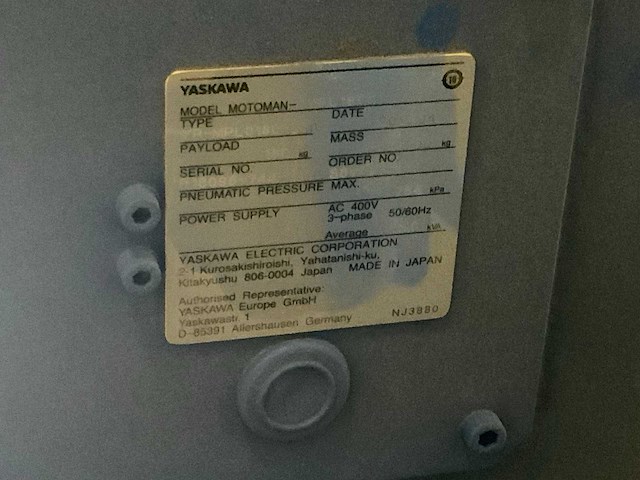 YASKAWA
10
MODEL MOTOMAN-
TYPE DATE
PAYLOAD kg MASS kg
SERIAL NO. ORDER NO
PNEUMATIC PRESSURE MAX. kPa
POWER SUPPLY AC 400V
3-phase 50/60Hz
Average kVA
YASKAWA ELECTRIC CORPORATION
2-1 Kurosakishiroishi, Yahatanishi-ku,
Kitakyushu 806-0004 Japan MADE IN JAPAN
Authorised Representative:
YASKAWA Europe GmbH
Yaskawastr. 1
D-85391 Allershausen Germany NJ3880